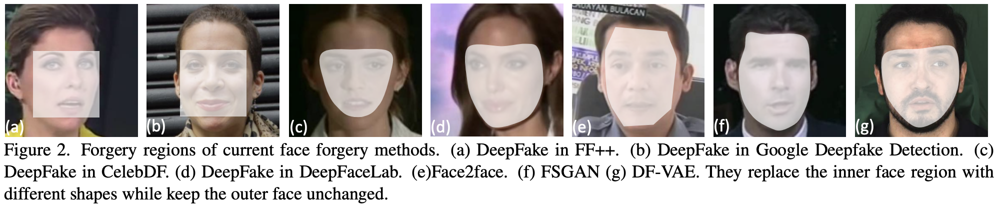 AUAYAN, BULACAN
(a) (b) (c) (d) (e) (f) (g)
Figure 2. Forgery regions of current face forgery methods. (a) DeepFake in FF++. (b) DeepFake in Google Deepfake Detection. (c)
DeepFake in CelebDF. (d) DeepFake in DeepFaceLab. (e)Face2face. (f) FSGAN (g) DF-VAE. They replace the inner face region with
different shapes while keep the outer face unchanged.